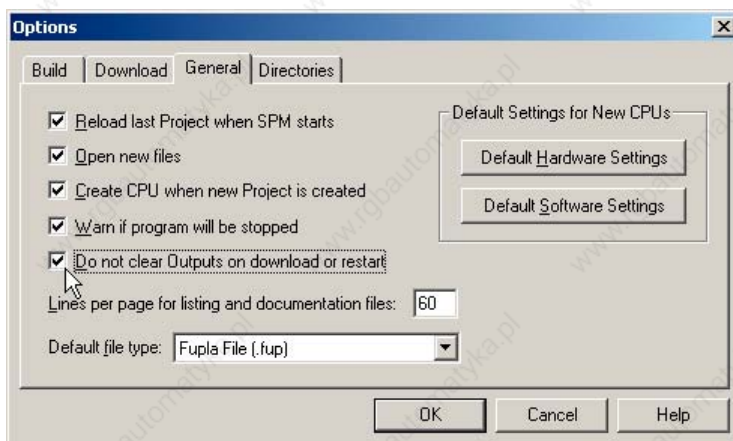 Options
Build Download General Directories
Reload last Project when SPM starts
Open new files
Create CPU when new Project is created
Warn if program will be stopped
Do not clear Outputs on download or restart
Default Settings for New CPUs
Default Hardware Settings
Default Software Settings
Lines per page for listing and documentation files: 60
Default file type: Fupla File (.fup)
OK Cancel Help
www.rgbautomatyka.pl